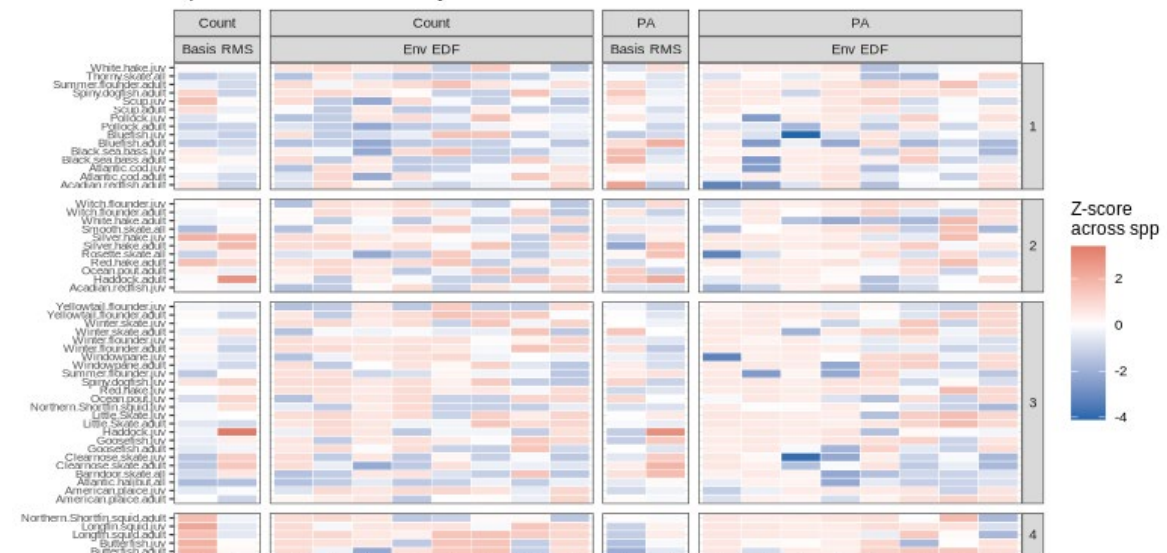 Count Count PA PA
Basis RMS Env EDF Basis RMS Env EDF
White.hake.juv
Thorny.skate.all
Summer.flounder.adult
Spiny.dogfish.adult
Scup.juv
Scup.adult
Pollock.juv
Pollock.adult
Bluefish.juv
Bluefish.adult
Black.sea.bass.juv
Black.sea.bass.adult
Atlantic.cod.juv
Atlantic.cod.adult
Acadian.redfish.adult
1
Witch.flounder.juv
Witch.flounder.adult
White.hake.adult
Smooth.skate.all
Silver.hake.juv
Silver.hake.adult
Rosette.skate.all
Red.hake.adult
Ocean.pout.adult
Haddock.adult
Acadian.redfish.juv
2
Yellowtail.flounder.juv
Yellowtail.flounder.adult
Winter.skate.juv
Winter.skate.adult
Winter.flounder.juv
Winter.flounder.adult
Windowpane.juv
Windowpane.adult
Summer.flounder.juv
Spiny.dogfish.juv
Red.hake.juv
Ocean.pout.juv
Northern.Shortfin.squid.juv
Little.Skate.juv
Little.Skate.adult
Haddock.juv
Goosefish.juv
Goosefish.adult
Clearnose.skate.juv
Clearnose.skate.adult
Barndoor.skate.all
Atlantic.halibut.all
American.plaice.juv
American.plaice.adult
3
Northern.Shortfin.squid.adult
Longfin.squid.juv
Longfin.squid.adult
Butterfish.juv
Butterfish.adult
4
Z-score
across spp
2
0
-2
-4